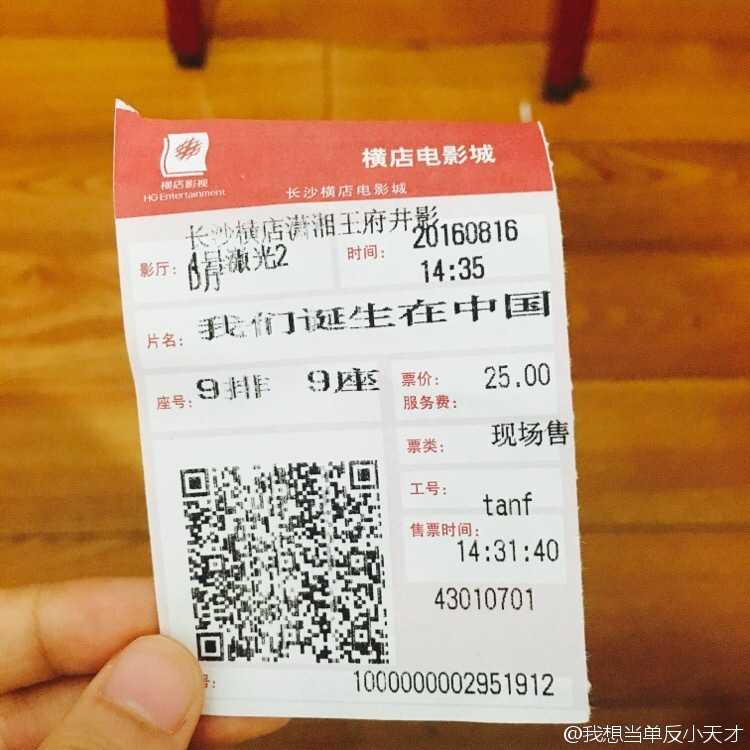 横店电影城
横店影视
HG Entertainment
长沙横店电影城
长沙横店潇湘王府井影
影厅: 4号激光2
D厅
时间: 20160816
14:35
片名: 我们诞生在中国
座号: 9排 9座
票价: 25.00
服务费:
票类: 现场售
工号: tanf
售票时间:
14:31:40
43010701
号: 1000000002951912
@我想当单反小天才